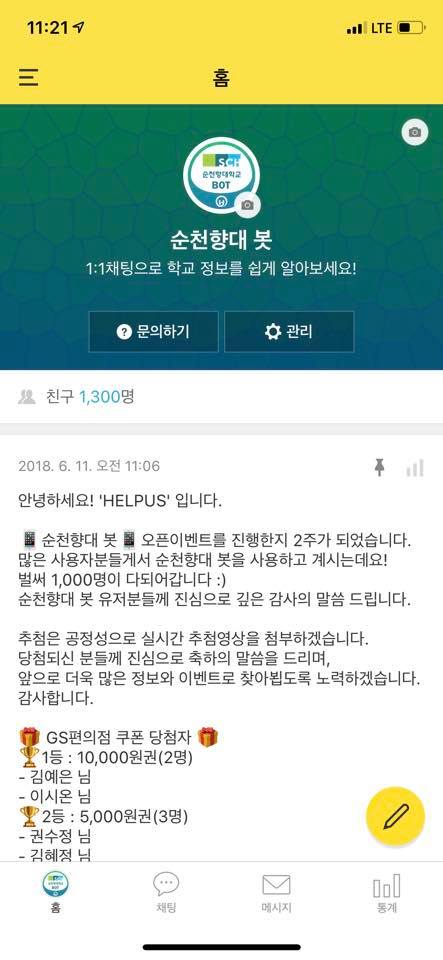 11:21
LTE
홈
SCH
순천향대학교
BOT
순천향대 봇
1:1채팅으로 학교 정보를 쉽게 알아보세요!
문의하기
관리
친구 1,300명
2018. 6. 11. 오전 11:06
안녕하세요! 'HELPUS' 입니다.
📱순천향대 봇📱오픈이벤트를 진행한지 2주가 되었습니다.
많은 사용자분들게서 순천향대 봇을 사용하고 계시는데요!
벌써 1,000명이 다되어갑니다 :)
순천향대 봇 유저분들께 진심으로 깊은 감사의 말씀 드립니다.
추첨은 공정성으로 실시간 추첨영상을 첨부하겠습니다.
당첨되신 분들께 진심으로 축하의 말씀을 드리며,
앞으로 더욱 많은 정보와 이벤트로 찾아뵙도록 노력하겠습니다.
감사합니다.
🎁 GS편의점 쿠폰 당첨자 🎁
🏆1등 : 10,000원권(2명)
- 김예은 님
- 이시온 님
🏆2등 : 5,000원권(3명)
- 권수정 님
- 김혜정 님
BOT
홈
채팅
메시지
통계